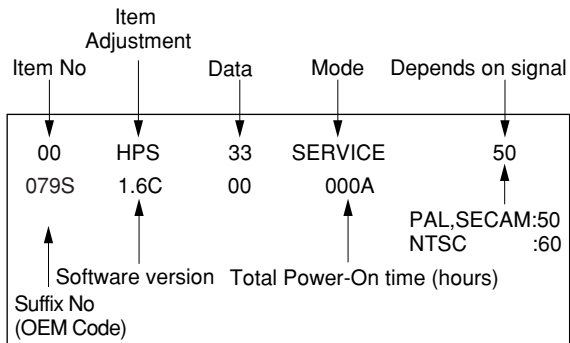 Item
Adjustment
Item No Data Mode Depends on signal
00 HPS 33 SERVICE 50
079S 1.6C 00 000A
PAL,SECAM:50
NTSC :60
Software version Total Power-On time (hours)
Suffix No
(OEM Code)